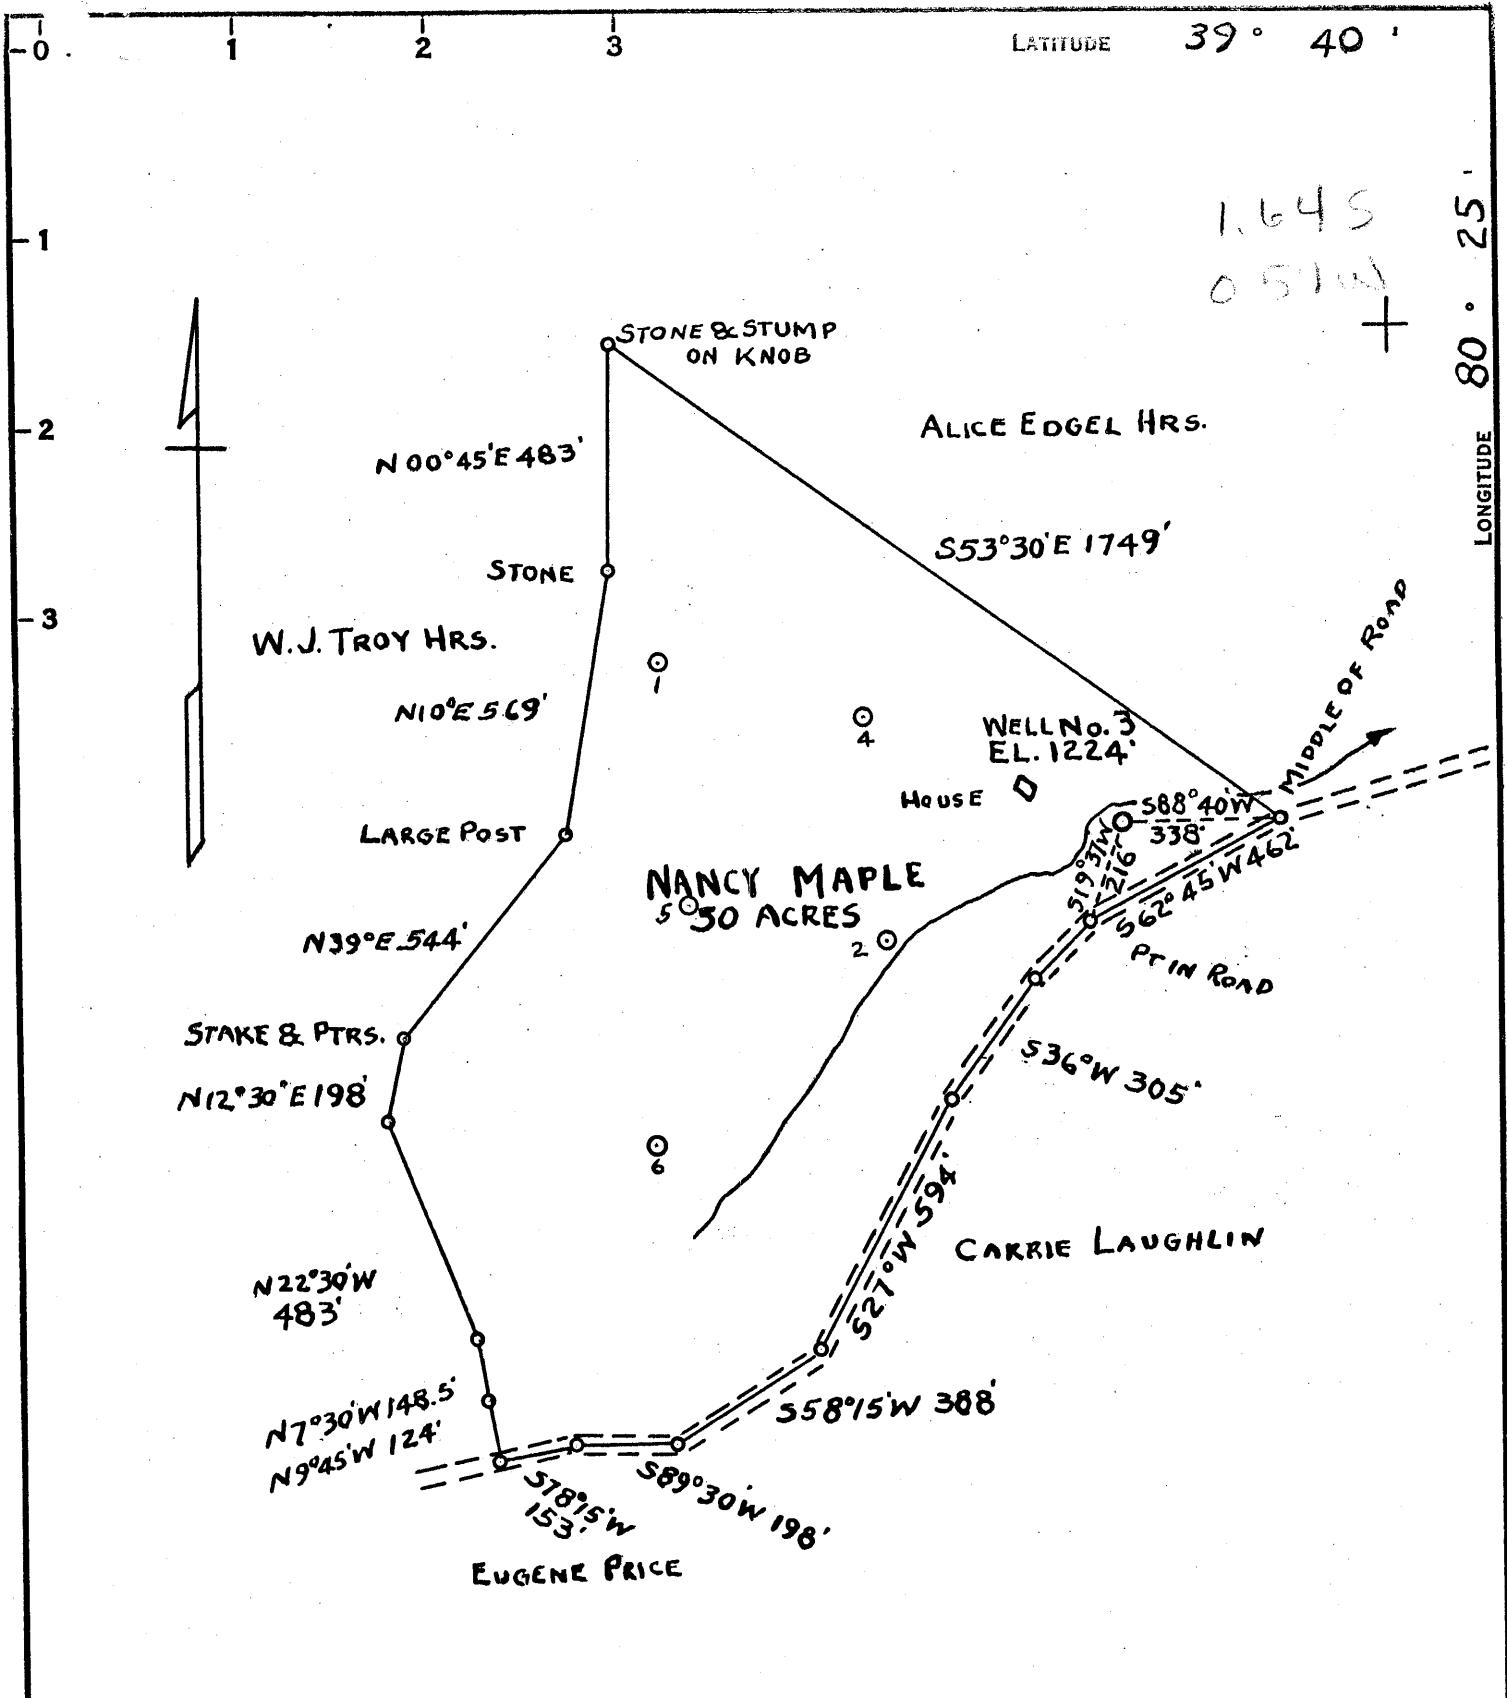 0 1 2 3 LATITUDE 39° 40'
1
2
3
LONGITUDE 80° 25'
1.64 S
STONE & STUMP
ON KNOB
ALICE EDGEL HRS.
N00°45'E 483'
S53°30'E 1749'
STONE
W.J. TROY HRS.
1
N10°E 569'
4
WELL NO. 3
EL. 1224'
MIDDLE OF ROAD
HOUSE
S88°40'W
338'
LARGE POST
S19°37'W
216
S62°45'W 462'
NANCY MAPLE
5
50 ACRES
2
N39°E 544'
PT IN ROAD
STAKE & PTRS.
S36°W 305'
N12°30'E 198'
6
S27°W 594'
CARRIE LAUGHLIN
N22°30'W
483'
N7°30'W 148.5'
S58°15'W 388'
N9°45'W 124'
S78°15'W
153'
S89°30'W 198'
EUGENE PRICE